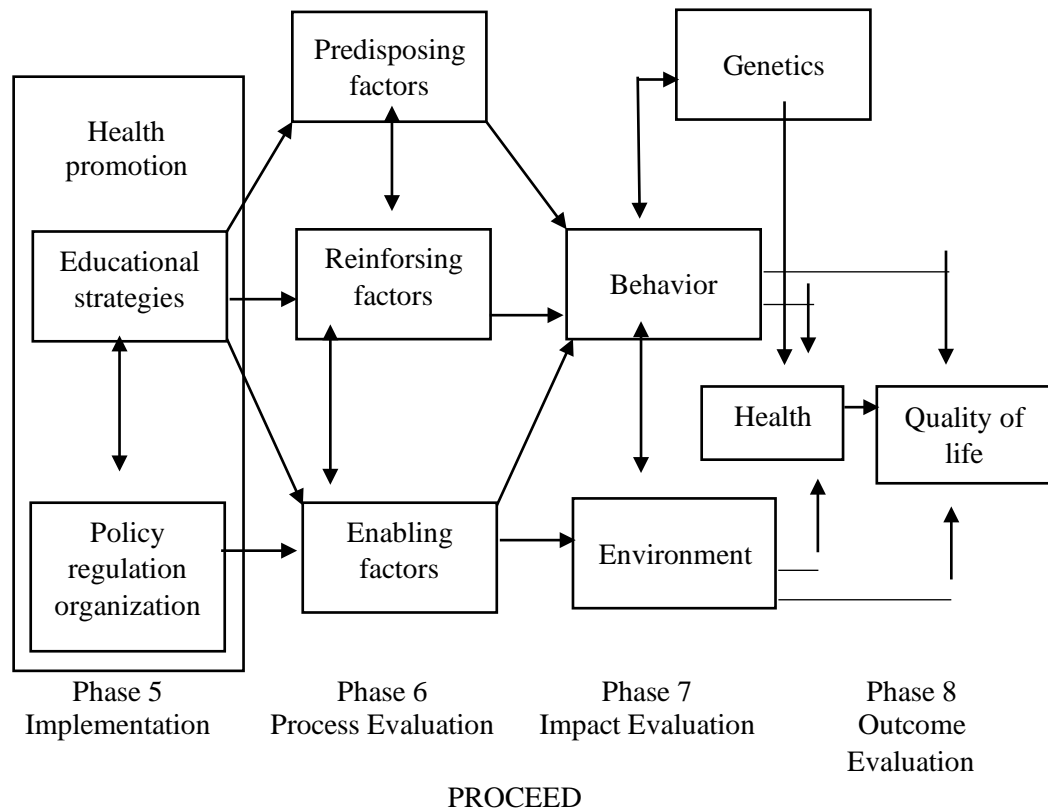 Health
promotion
Educational
strategies
Policy
regulation
organization
Predisposing
factors
Reinforsing
factors
Enabling
factors
Genetics
Behavior
Environment
Health
Quality of
life
Phase 5
Implementation
Phase 6
Process Evaluation
Phase 7
Impact Evaluation
Phase 8
Outcome
Evaluation
PROCEED